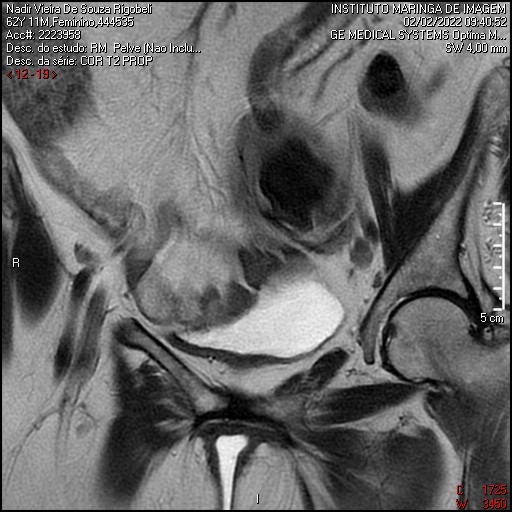 Nadir Vieira De Souza Rigobeli
62Y 11M,Feminino,444535
Acc#: 2223958
Desc. do estudo: RM_ Pelve (Nao Inclu...
Desc. da série: COR T2 PROP
<12 -19>
INSTITUTO MARINGA DE IMAGEM
02/02/2022 09:40:52
GE MEDICAL SYSTEMS Optima M...
SW 4,00 mm
R
5 cm
I
C 1725
W 3450